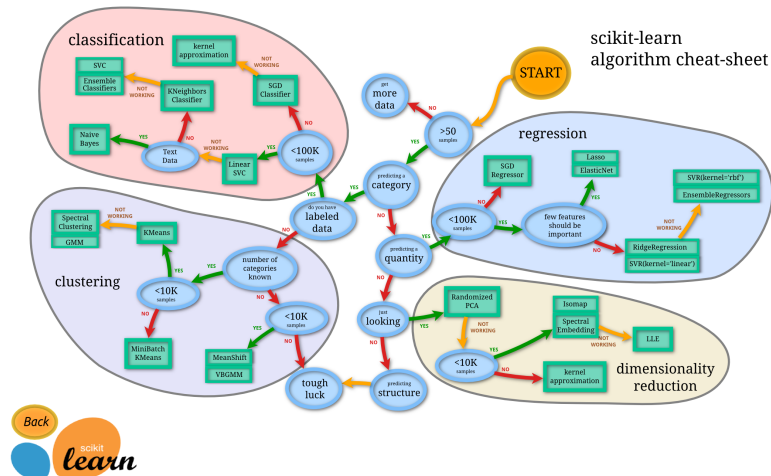 classification
scikit-learn
algorithm cheat-sheet
kernel
approximation
NOT
WORKING
START
SVC
Ensemble
Classifiers
NOT
WORKING
KNeighbors
Classifier
SGD
Classifier
get
more
data
NO
>50
samples
regression
NO
YES
Naive
Bayes
YES
Text
Data
NO
NOT
WORKING
Linear
SVC
YES
<100K
samples
predicting a
category
YES
SGD
Regressor
Lasso
ElasticNet
SVR(kernel='rbf')
EnsembleRegressors
YES
YES
NO
NO
<100K
samples
YES
few features
should be
important
NOT
WORKING
do you have
labeled
data
NO
predicting a
quantity
YES
NO
RidgeRegression
SVR(kernel='linear')
Spectral
Clustering
GMM
NOT
WORKING
KMeans
number of
categories
known
YES
YES
NO
NO
clustering
<10K
samples
just
looking
YES
Randomized
PCA
Isomap
Spectral
Embedding
NOT
WORKING
LLE
NOT
WORKING
YES
<10K
samples
NO
NO
YES
NO
NO
MiniBatch
KMeans
MeanShift
VBGMM
<10K
samples
NO
kernel
approximation
dimensionality
reduction
tough
luck
predicting
structure
Back
scikit
learn